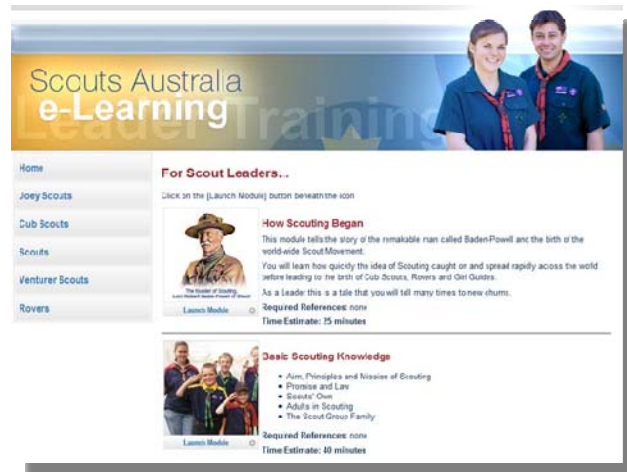 Scouts Australia
e-Learning
Leader Training
Home
Joey Scouts
Cub Scouts
Scouts
Venturer Scouts
Rovers
For Scout Leaders...
Click on the [Launch Module] button beneath the icon
How Scouting Began
This module tells the story of the remakable man called Baden-Powell and the birth of the
world-wide Scout Movement.
You will learn how quickly the idea of Scouting caught on and spread rapidly across the world
before leading to the birth of Cub Scouts, Rovers and Girl Guides.
As a Leader this is a tale that you will tell many times to new chums.
Required References: none
Time Estimate: 25 minutes
The founder of Scouting
Lord Robert Baden-Powell of Gilwell
Launch Module
Basic Scouting Knowledge
Aim, Principles and Mission of Scouting
Promise and Law
Scouts' Own
Adults in Scouting
The Scout Group Family
Required References: none
Time Estimate: 40 minutes
Launch Module